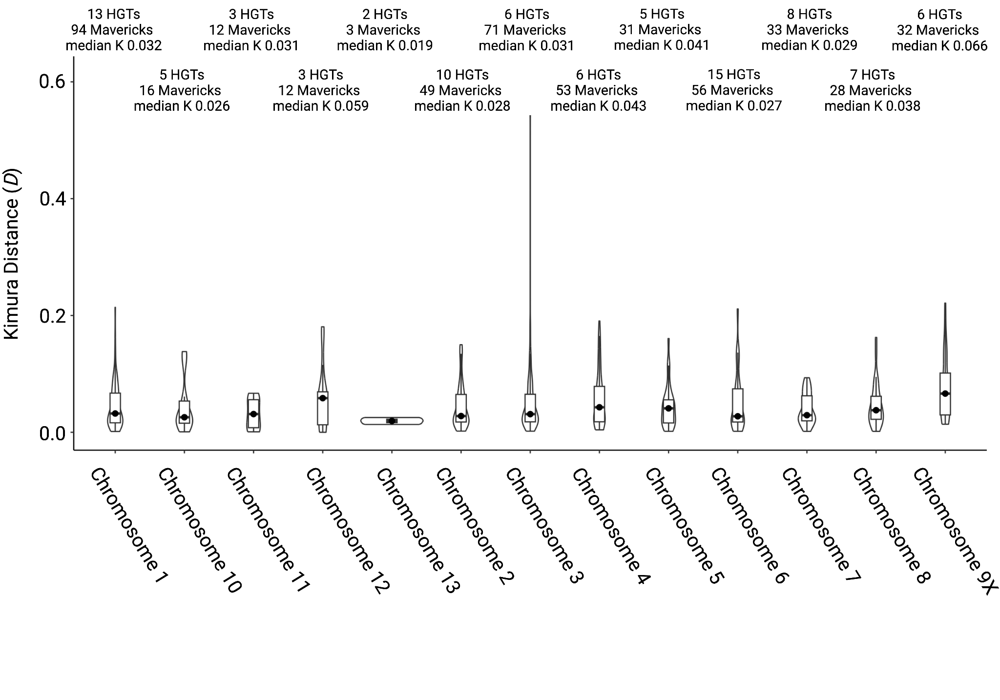 13 HGTs
94 Mavericks
median K 0.032
3 HGTs
12 Mavericks
median K 0.031
2 HGTs
3 Mavericks
median K 0.019
6 HGTs
71 Mavericks
median K 0.031
5 HGTs
31 Mavericks
median K 0.041
8 HGTs
33 Mavericks
median K 0.029
6 HGTs
32 Mavericks
median K 0.066
5 HGTs
16 Mavericks
median K 0.026
3 HGTs
12 Mavericks
median K 0.059
10 HGTs
49 Mavericks
median K 0.028
6 HGTs
53 Mavericks
median K 0.043
15 HGTs
56 Mavericks
median K 0.027
7 HGTs
28 Mavericks
median K 0.038
Kimura Distance (D)
0.6
0.4
0.2
0.0
Chromosome 1
Chromosome 10
Chromosome 11
Chromosome 12
Chromosome 13
Chromosome 2
Chromosome 3
Chromosome 4
Chromosome 5
Chromosome 6
Chromosome 7
Chromosome 8
Chromosome 9X